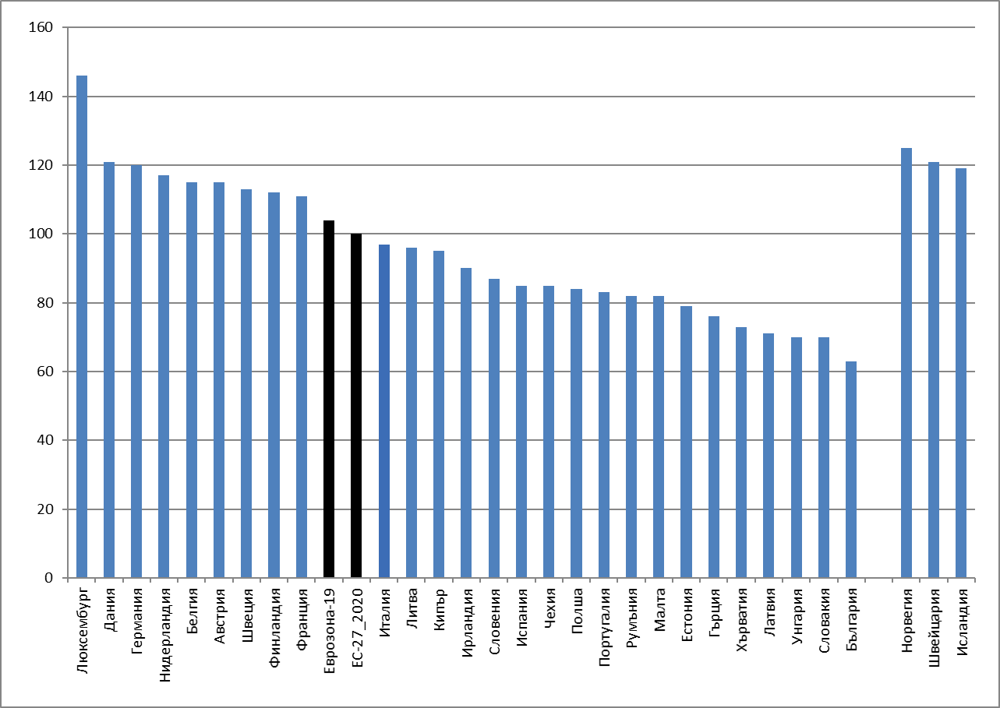 160
140
120
100
80
60
40
20
0
Люксембург
Дания
Германия
Нидерландия
Белгия
Австрия
Швеция
Финландия
Франция
Еврозона-19
ЕС-27_2020
Италия
Литва
Кипър
Ирландия
Словения
Испания
Чехия
Полша
Португалия
Румъния
Малта
Естония
Гърция
Хърватия
Латвия
Унгария
Словакия
България
Норвегия
Швейцария
Исландия